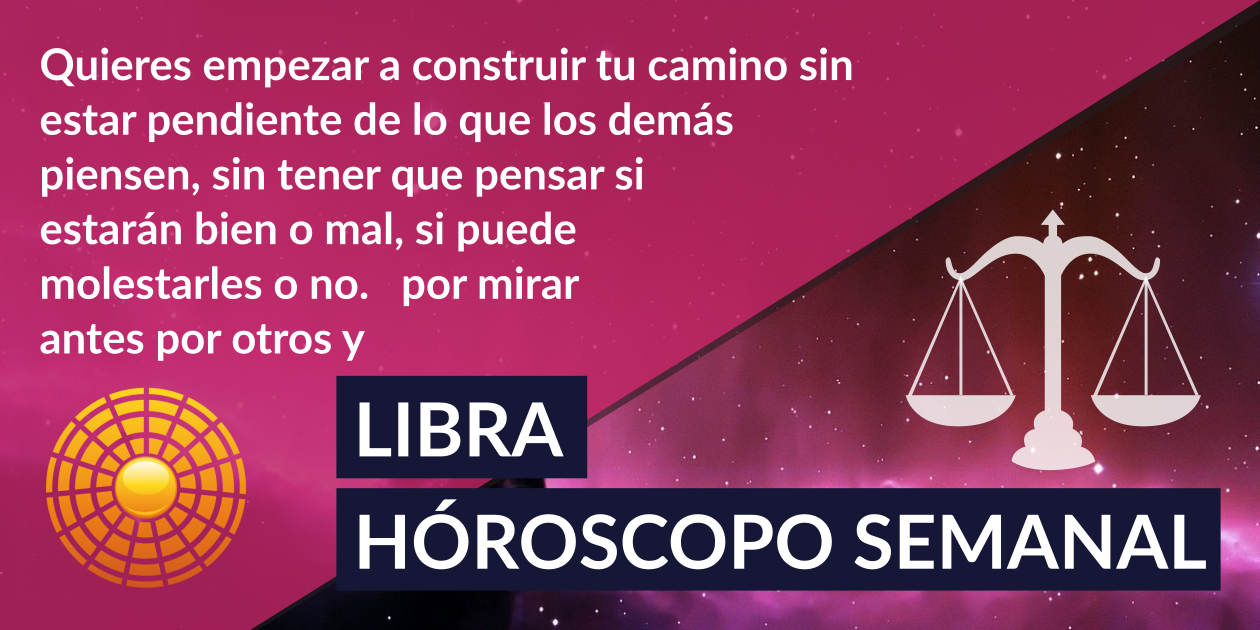 Quieres empezar a construir tu camino sin
estar pendiente de lo que los demás
piensen, sin tener que pensar si
estarán bien o mal, si puede
molestarles o no.   por mirar
antes por otros y
LIBRA
HÓROSCOPO SEMANAL